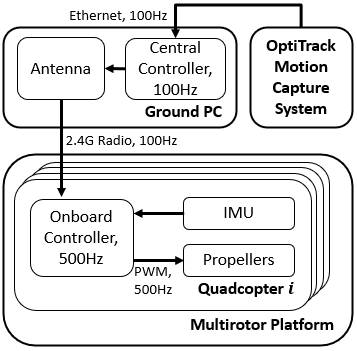 Ethernet, 100Hz
Antenna
Central
Controller,
100Hz
Ground PC
OptiTrack
Motion
Capture
System
2.4G Radio, 100Hz
Onboard
Controller,
500Hz
IMU
Propellers
PWM,
500Hz
Quadcopter i
Multirotor Platform